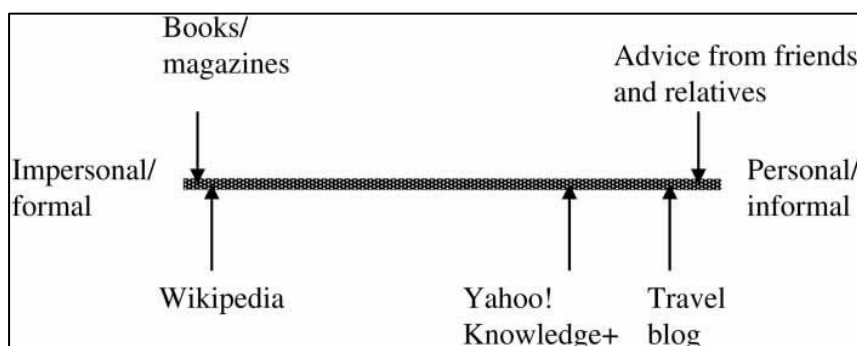 Books/
magazines
Advice from friends
and relatives
Impersonal/
formal
Personal/
informal
Wikipedia
Yahoo!
Knowledge+
Travel
blog